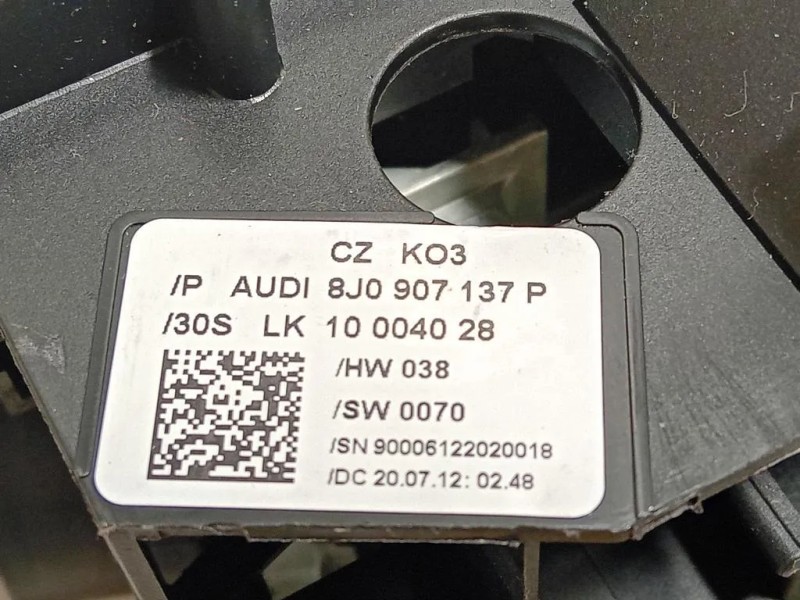 CZ KO3
/P AUDI 8J0 907 137 P
/30S LK 10 0040 28
/HW 038
/SW 0070
/SN 90006122020018
/DC 20.07.12: 02.48